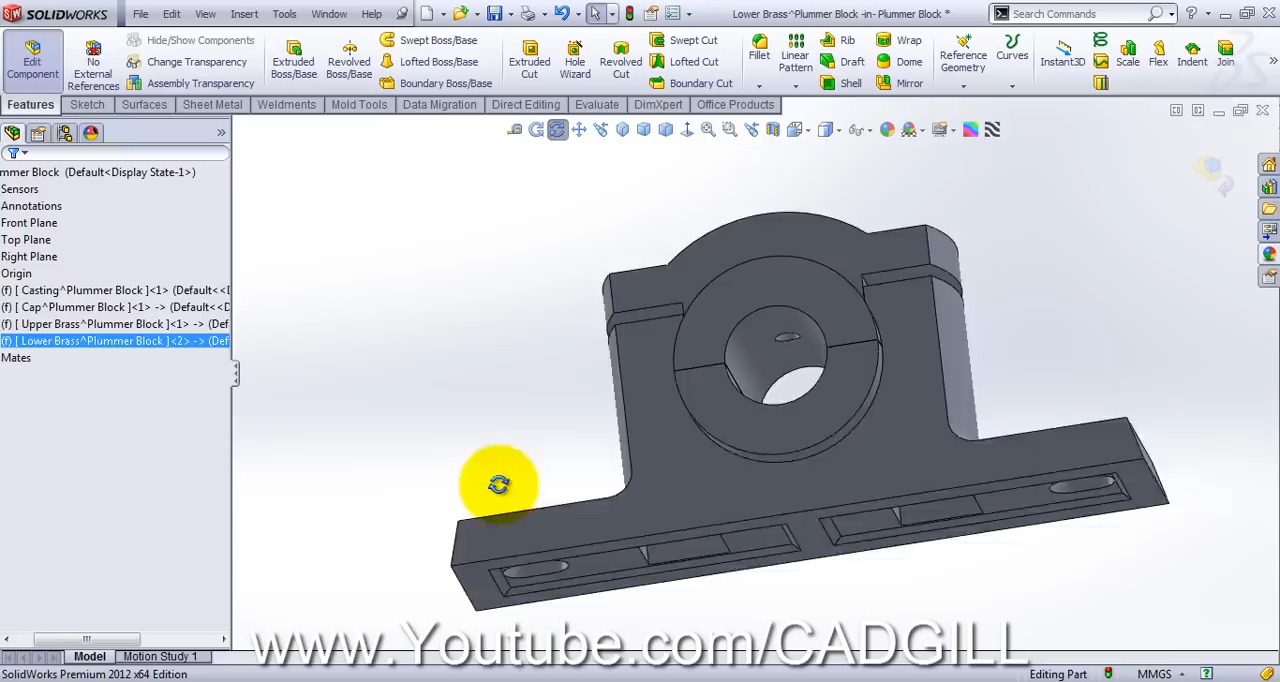 SW SOLIDWORKS File Edit View Insert Tools Window Help Lower Brass^Plummer Block -in- Plummer Block * Search Commands
Edit Component
No External References
Hide/Show Components
Change Transparency
Assembly Transparency
Extruded Boss/Base
Revolved Boss/Base
Swept Boss/Base
Lofted Boss/Base
Boundary Boss/Base
Extruded Cut
Hole Wizard
Revolved Cut
Swept Cut
Lofted Cut
Boundary Cut
Fillet
Linear Pattern
Rib
Draft
Shell
Wrap
Dome
Mirror
Reference Geometry
Curves
Instant3D
Scale
Flex
Indent
Join
Features Sketch Surfaces Sheet Metal Weldments Mold Tools Data Migration Direct Editing Evaluate DimXpert Office Products
mmer Block (Default<Display State-1>)
Sensors
Annotations
Front Plane
Top Plane
Right Plane
Origin
(f) [ Casting^Plummer Block ]<1> (Default<<D
(f) [ Cap^Plummer Block ]<1> -> (Default<<D
(f) [ Upper Brass^Plummer Block ]<1> -> (Def
(f) [ Lower Brass^Plummer Block ]<2> -> (Def
Mates
Model Motion Study 1
www.Youtube.com/CADGILL
SolidWorks Premium 2012 x64 Edition Editing Part MMGS